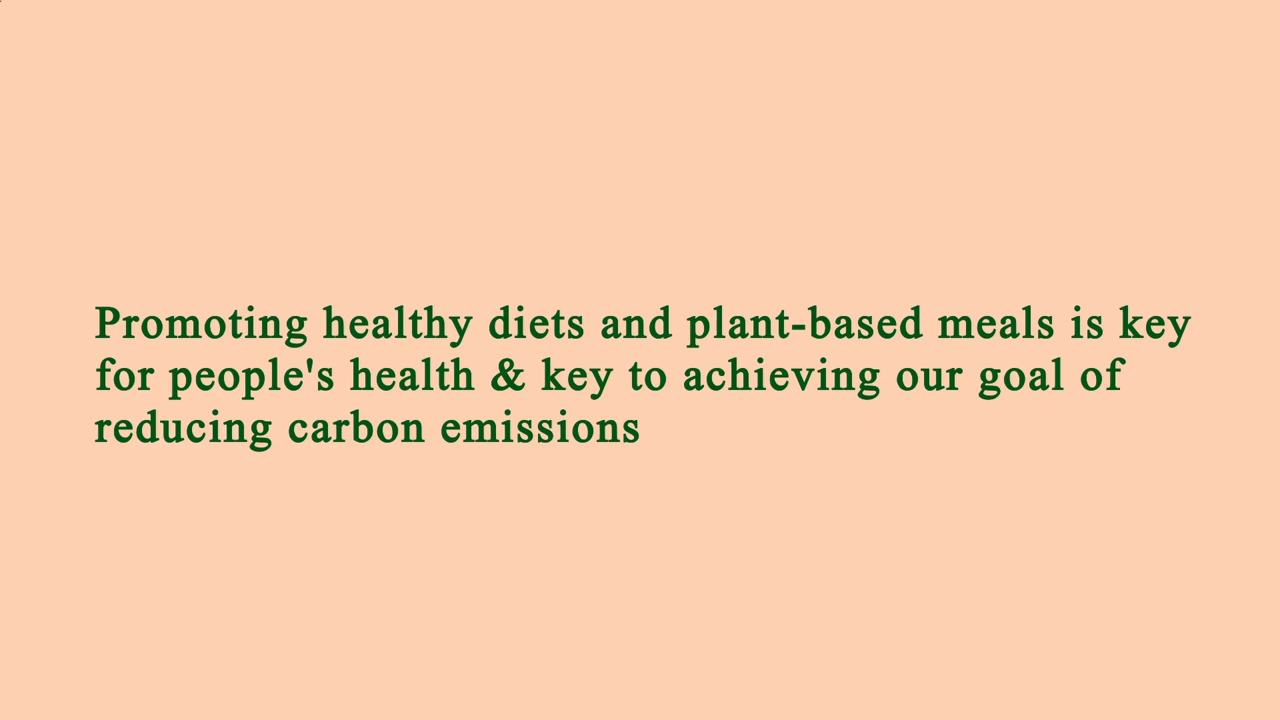 Promoting healthy diets and plant-based meals is key
for people's health & key to achieving our goal of
reducing carbon emissions